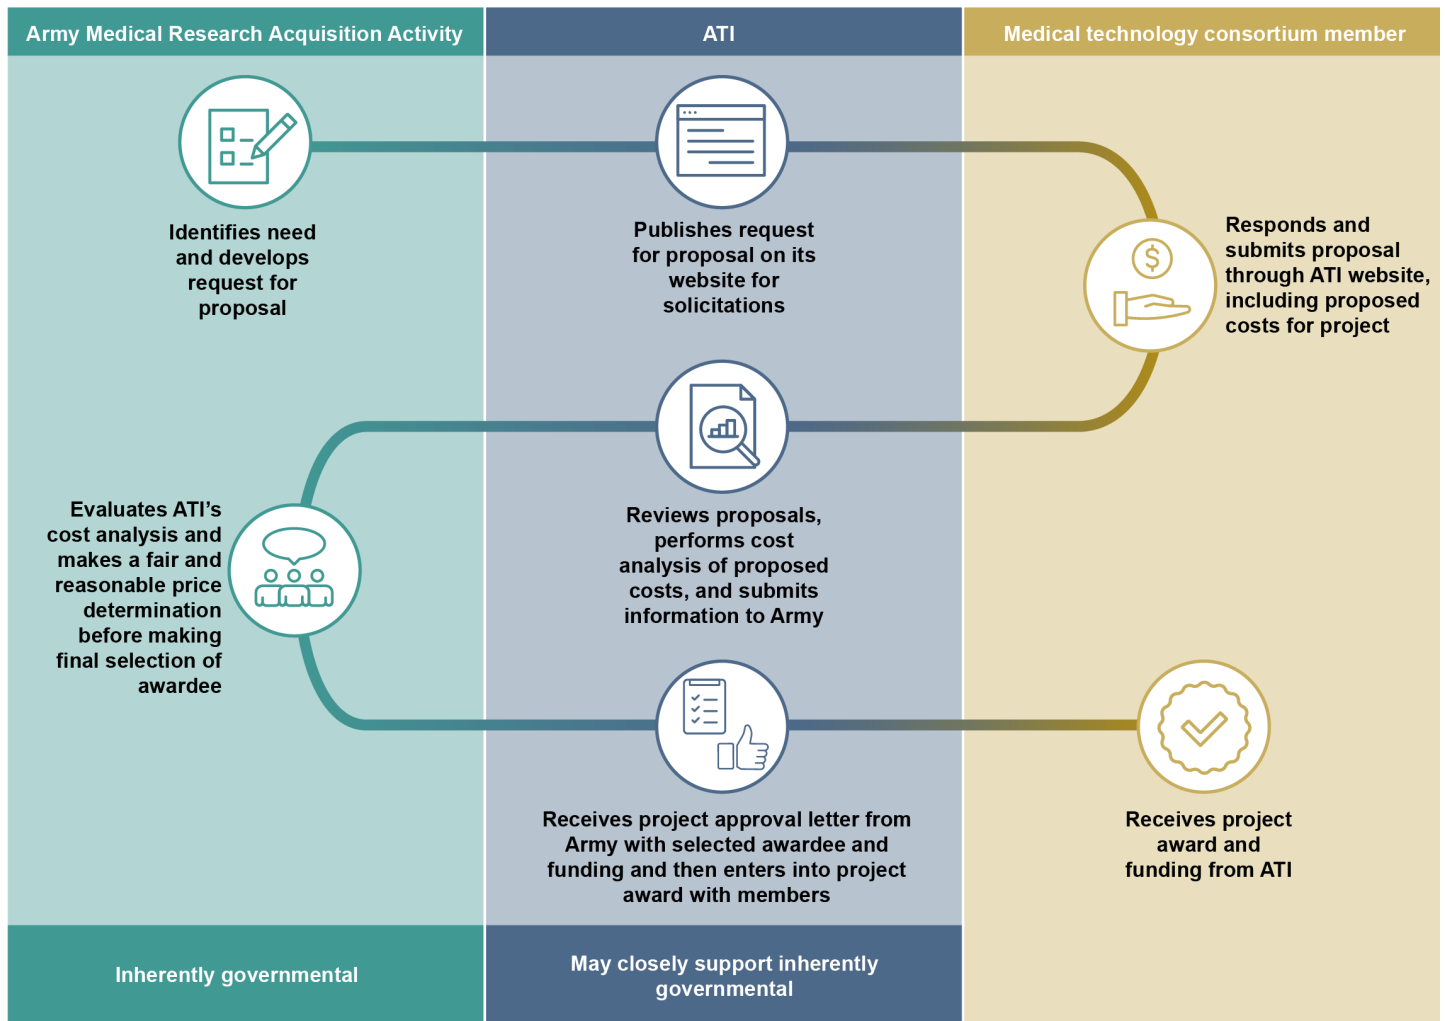 Army Medical Research Acquisition Activity
ATI
Medical technology consortium member
Identifies need
and develops
request for
proposal
Publishes request
for proposal on its
website for
solicitations
$
Responds and
submits proposal
through ATI website,
including proposed
costs for project
Reviews proposals,
performs cost
analysis of proposed
costs, and submits
information to Army
Evaluates ATI’s
cost analysis and
makes a fair and
reasonable price
determination
before making
final selection of
awardee
Receives project approval letter from
Army with selected awardee and
funding and then enters into project
award with members
Receives project
award and
funding from ATI
Inherently governmental
May closely support inherently
governmental